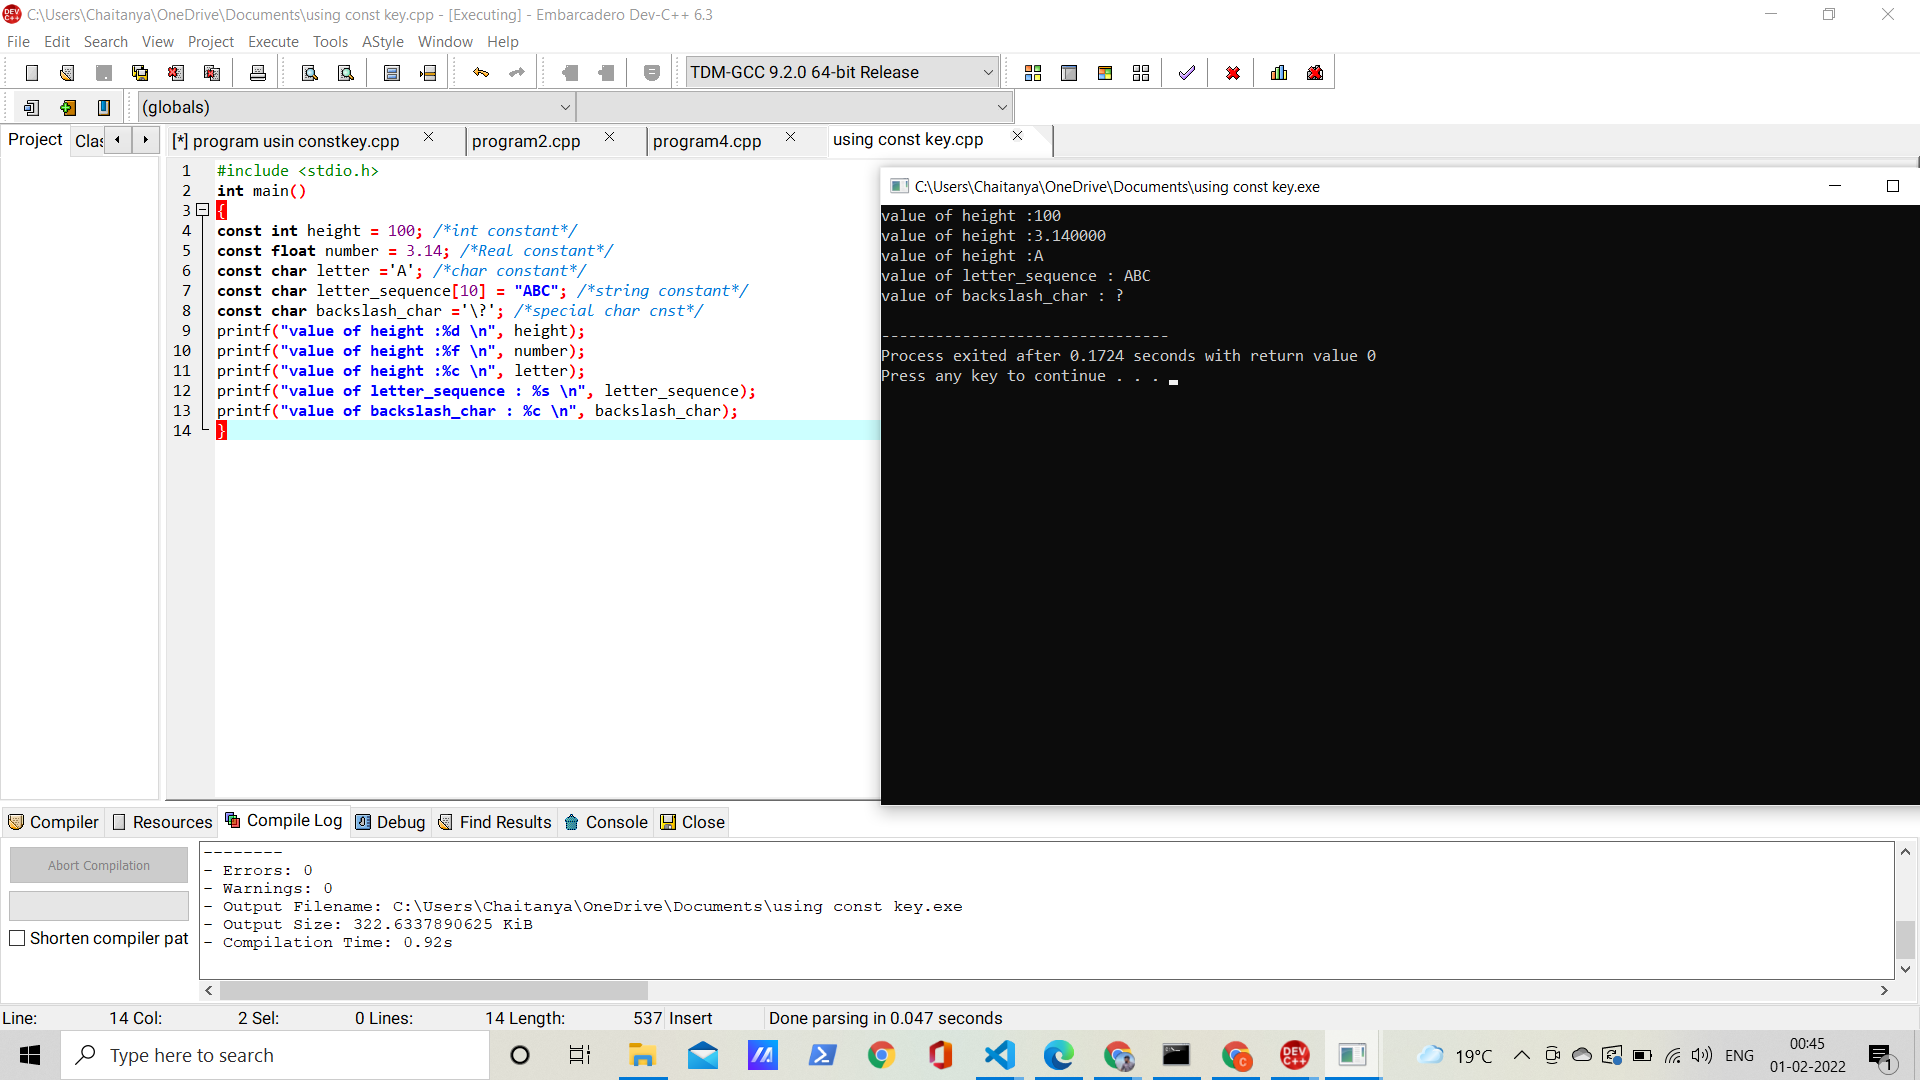 C:\Users\Chaitanya\OneDrive\Documents\using const key.cpp - [Executing] - Embarcadero Dev-C++ 6.3
File Edit Search View Project Execute Tools AStyle Window Help
TDM-GCC 9.2.0 64-bit Release
(globals)
Project Clas [*] program usin constkey.cpp program2.cpp program4.cpp using const key.cpp
1 #include <stdio.h>
2 int main()
3 {
4 const int height = 100; /*int constant*/
5 const float number = 3.14; /*Real constant*/
6 const char letter ='A'; /*char constant*/
7 const char letter_sequence[10] = "ABC"; /*string constant*/
8 const char backslash_char ='\?'; /*special char cnst*/
9 printf("value of height :%d \n", height);
10 printf("value of height :%f \n", number);
11 printf("value of height :%c \n", letter);
12 printf("value of letter_sequence : %s \n", letter_sequence);
13 printf("value of backslash_char : %c \n", backslash_char);
14 }
C:\Users\Chaitanya\OneDrive\Documents\using const key.exe
value of height :100
value of height :3.140000
value of height :A
value of letter_sequence : ABC
value of backslash_char : ?
--------------------------------
Process exited after 0.1724 seconds with return value 0
Press any key to continue . . .
Compiler Resources Compile Log Debug Find Results Console Close
Abort Compilation
Shorten compiler pat
--------
- Errors: 0
- Warnings: 0
- Output Filename: C:\Users\Chaitanya\OneDrive\Documents\using const key.exe
- Output Size: 322.6337890625 KiB
- Compilation Time: 0.92s
Line: 14 Col: 2 Sel: 0 Lines: 14 Length: 537 Insert Done parsing in 0.047 seconds
Type here to search
DEV C++
19°C ENG
00:45
01-02-2022
1